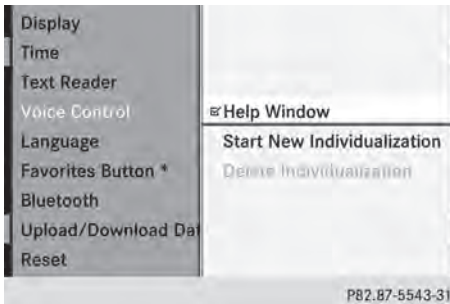 Display
Time
Text Reader
Voice Control
Language
Favorites Button *
Bluetooth
Upload/Download Dat
Reset
Help Window
Start New Individualization
Delete Individualization
P82.87-5543-31